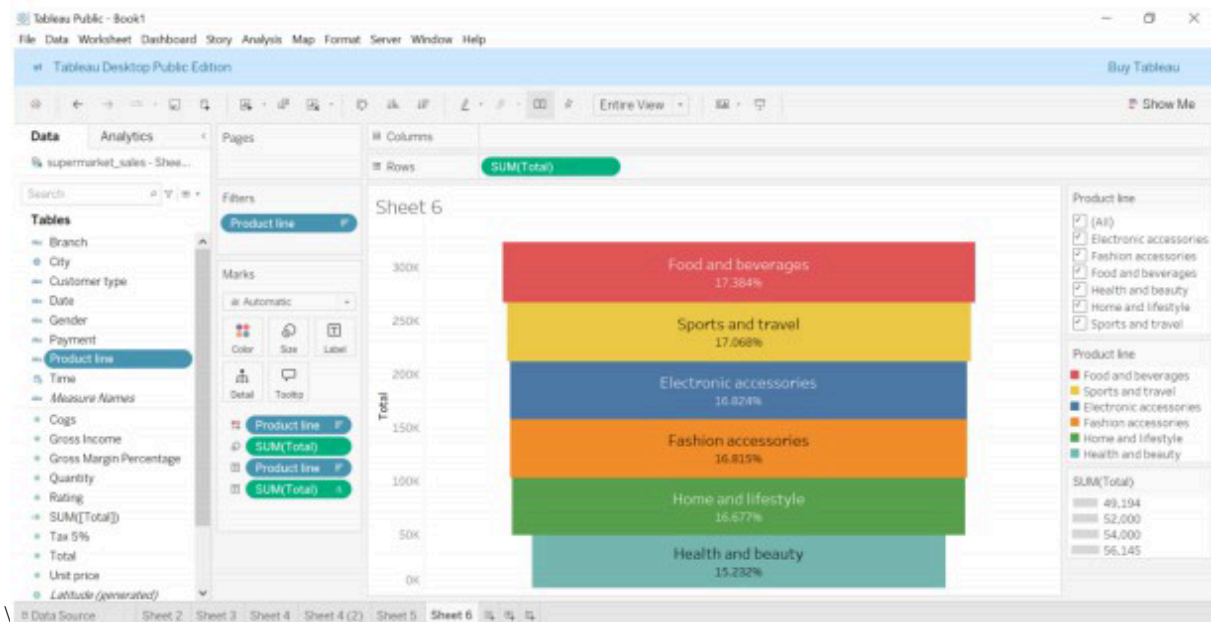 Tableau Public - Book1
File Data Worksheet Dashboard Story Analysis Map Format Server Window Help
Tableau Desktop Public Edition
Buy Tableau
Entire View
Show Me
Data Analytics
supermarket_sales - Shee...
Search
Tables
Branch
City
Customer type
Date
Gender
Payment
Product line
Time
Measure Names
Cogs
Gross Income
Gross Margin Percentage
Quantity
Rating
SUM([Total])
Tax 5%
Total
Unit price
Latitude (generated)
Pages
Filters
Product line
Marks
Automatic
Color Size Label
Detail Tooltip
Product line
SUM(Total)
Product line
SUM(Total)
Columns
Rows SUM(Total)
Sheet 6
Total
300K
250K
200K
150K
100K
50K
0K
Food and beverages
17.384%
Sports and travel
17.068%
Electronic accessories
16.824%
Fashion accessories
16.815%
Home and lifestyle
16.677%
Health and beauty
15.232%
Product line
(All)
Electronic accessories
Fashion accessories
Food and beverages
Health and beauty
Home and lifestyle
Sports and travel
Product line
Food and beverages
Sports and travel
Electronic accessories
Fashion accessories
Home and lifestyle
Health and beauty
SUM(Total)
49,194
52,000
54,000
56,145
\ Data Source Sheet 2 Sheet 3 Sheet 4 Sheet 4 (2) Sheet 5 Sheet 6